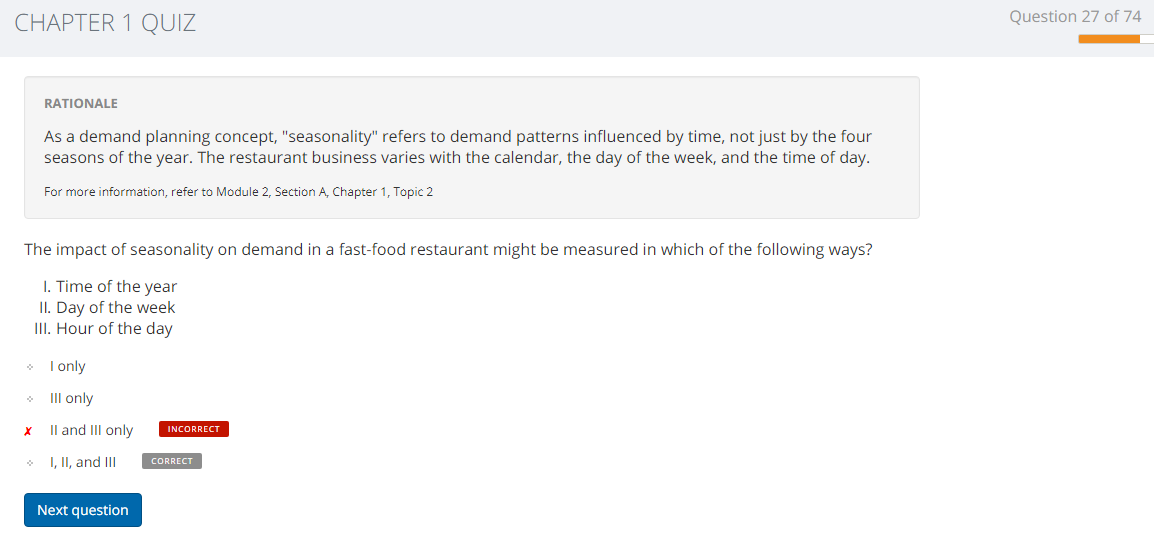 CHAPTER 1 QUIZ
Question 27 of 74
RATIONALE
As a demand planning concept, "seasonality" refers to demand patterns influenced by time, not just by the four
seasons of the year. The restaurant business varies with the calendar, the day of the week, and the time of day.
For more information, refer to Module 2, Section A, Chapter 1, Topic 2
The impact of seasonality on demand in a fast-food restaurant might be measured in which of the following ways?
I. Time of the year
II. Day of the week
III. Hour of the day
I only
III only
✗ II and III only INCORRECT
I, II, and III CORRECT
Next question